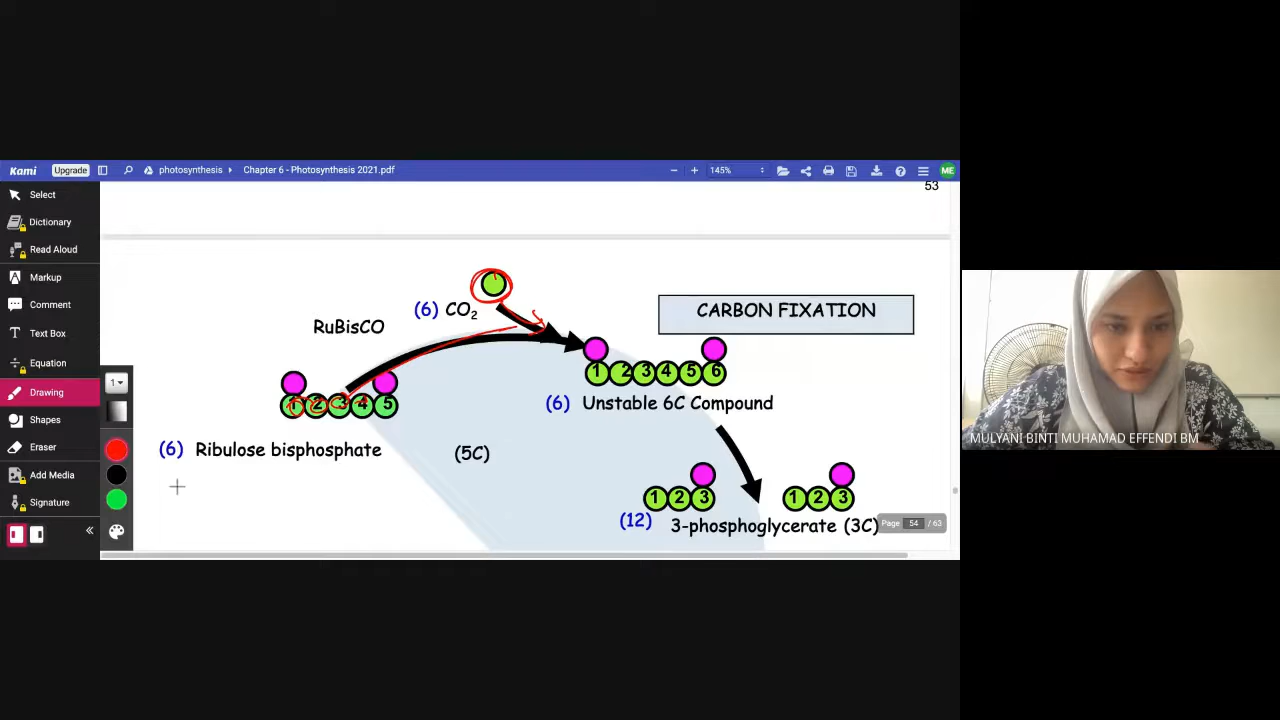 Kami
Upgrade
photosynthesis
Chapter 6 - Photosynthesis 2021.pdf
145%
ME
Select
Dictionary
Read Aloud
Markup
Comment
Text Box
Equation
Drawing
Shapes
Eraser
Add Media
Signature
1
53
(6) CO2
CARBON FIXATION
RuBisCO
1 2 3 4 5 6
1 2 3 4 5
(6) Unstable 6C Compound
(6) Ribulose bisphosphate
(5C)
1 2 3
1 2 3
(12) 3-phosphoglycerate (3C)
Page 54 / 63
MULYANI BINTI MUHAMAD EFFENDI BM